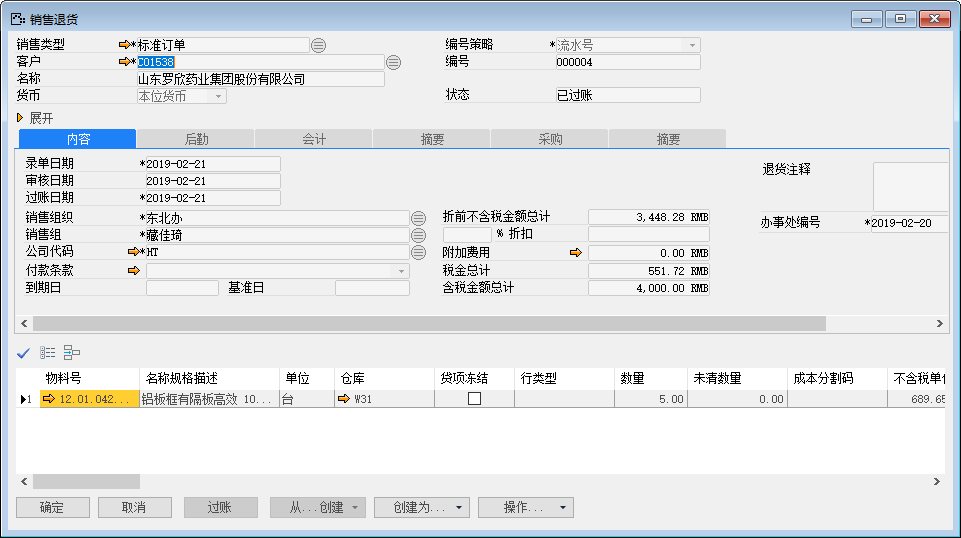 销售退货
销售类型 *标准订单 编号策略 *流水号
客户 *C01538 编号 000004
名称 山东罗欣药业集团股份有限公司
货币 本位货币 状态 已过账
展开
内容 后勤 会计 摘要 采购 摘要
录单日期 *2019-02-21 退货注释
审核日期 2019-02-21
过账日期 *2019-02-21
销售组织 *东北办 折前不含税金额总计 3,448.28 RMB 办事处编号 *2019-02-20
销售组 *藏佳琦 % 折扣
公司代码 *HT 附加费用 0.00 RMB
付款条款 税金总计 551.72 RMB
到期日 基准日 含税金额总计 4,000.00 RMB
物料号 名称规格描述 单位 仓库 贷项冻结 行类型 数量 未清数量 成本分割码 不含税单价
1 12.01.042... 铝板框有隔板高效 10... 台 W31 5.00 0.00 689.65
确定 取消 过账 从...创建 创建为... 操作...